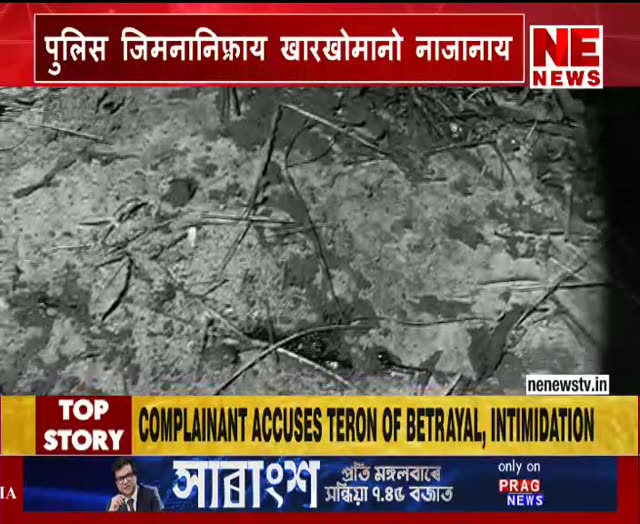 पुलिस जिमनानिफ्राय खारखोमानो नाजानाय
NE
NEWS
nenewstv.in
TOP
STORY
COMPLAINANT ACCUSES TERON OF BETRAYAL, INTIMIDATION
IA
সাৰাংশ
প্ৰতি মঙ্গলবাৰে
সন্ধিয়া ৭.৪৫ বজাত
only on
PRAG
NEWS